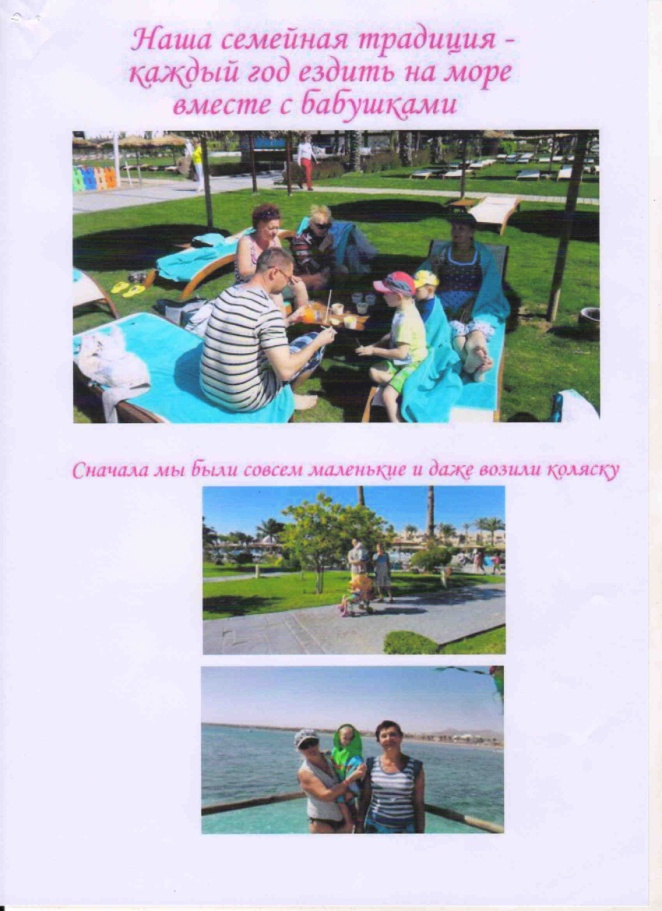 Наша семейная традиция -
каждый год ездить на море
вместе с бабушками
Сначала мы были совсем маленькие и даже возили коляску